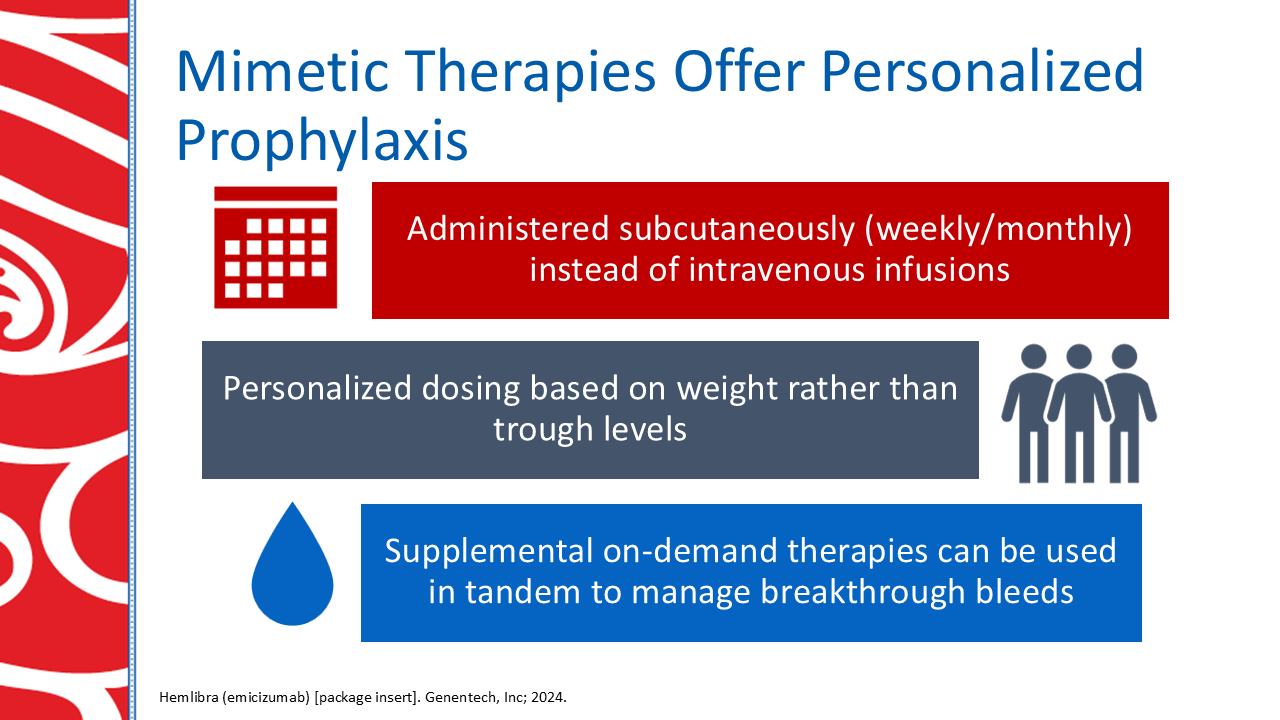 Mimetic Therapies Offer Personalized
Prophylaxis
Administered subcutaneously (weekly/monthly)
instead of intravenous infusions
Personalized dosing based on weight rather than
trough levels
Supplemental on-demand therapies can be used
in tandem to manage breakthrough bleeds
Hemlibra (emicizumab) [package insert]. Genentech, Inc; 2024.